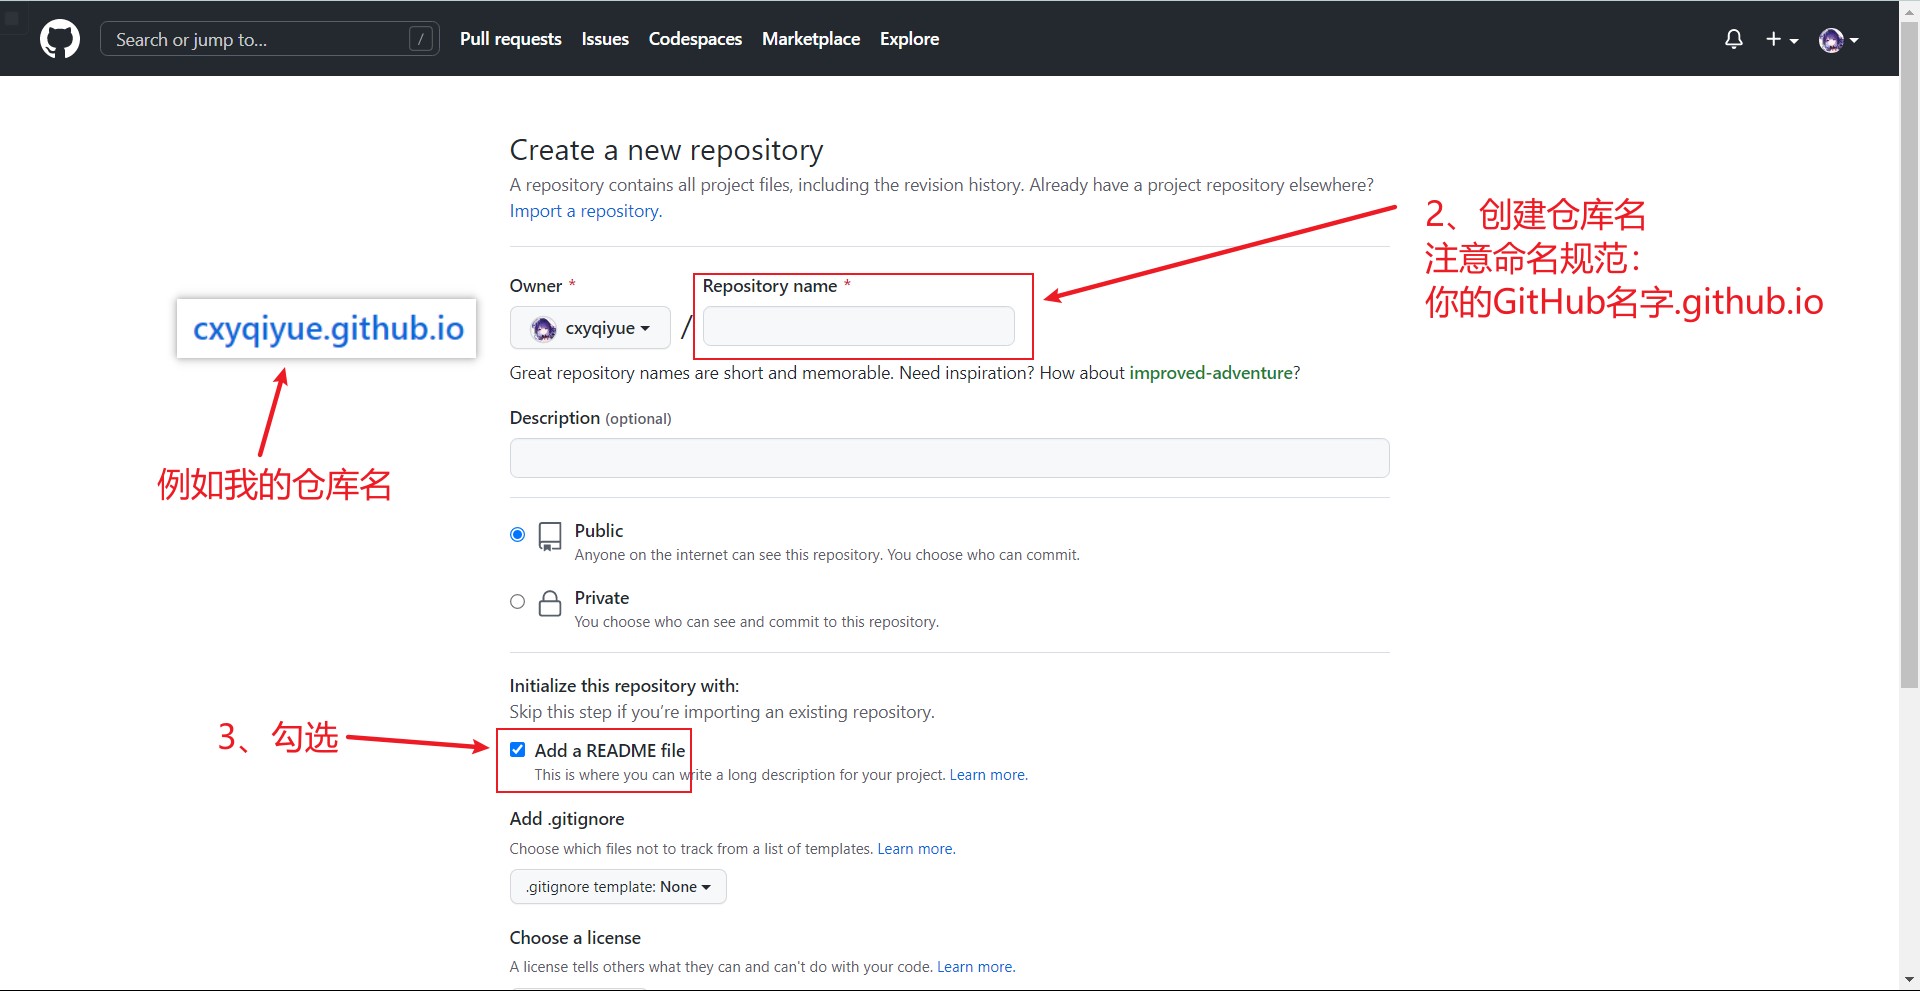 Search or jump to...
/
Pull requests
Issues
Codespaces
Marketplace
Explore
Create a new repository
A repository contains all project files, including the revision history. Already have a project repository elsewhere?
Import a repository.
2、创建仓库名
注意命名规范：
你的GitHub名字.github.io
Owner *
Repository name *
cxyqiyue
/
cxyqiyue.github.io
例如我的仓库名
Great repository names are short and memorable. Need inspiration? How about improved-adventure?
Description (optional)
Public
Anyone on the internet can see this repository. You choose who can commit.
Private
You choose who can see and commit to this repository.
Initialize this repository with:
Skip this step if you’re importing an existing repository.
3、勾选
Add a README file
This is where you can write a long description for your project. Learn more.
Add .gitignore
Choose which files not to track from a list of templates. Learn more.
.gitignore template: None
Choose a license
A license tells others what they can and can't do with your code. Learn more.